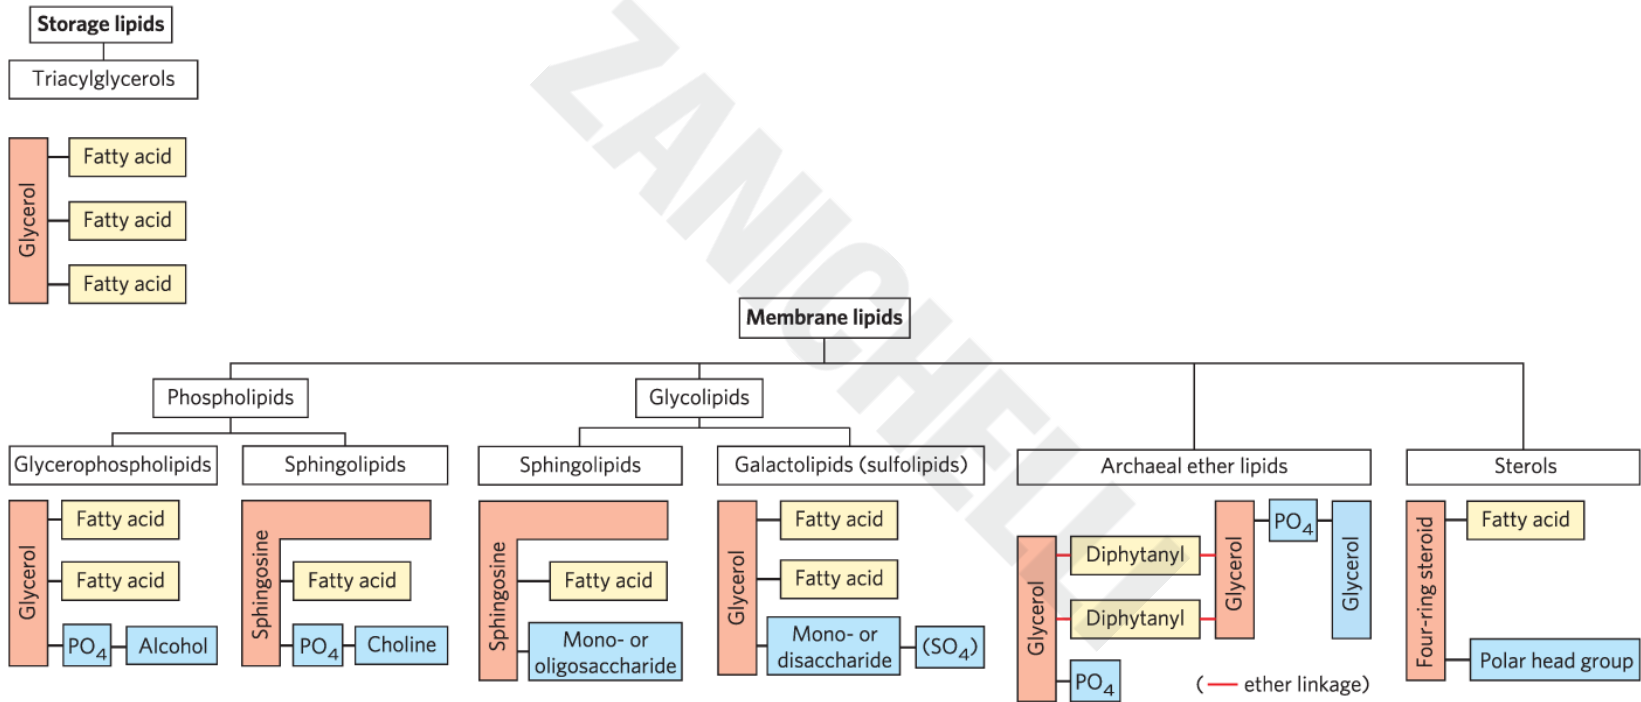 Storage lipids
Triacylglycerols
Glycerol
Fatty acid
Fatty acid
Fatty acid
ZANICHELLI
Membrane lipids
Phospholipids
Glycolipids
Glycerophospholipids
Sphingolipids
Sphingolipids
Galactolipids (sulfolipids)
Archaeal ether lipids
Sterols
Glycerol
Fatty acid
Fatty acid
PO4
Alcohol
Sphingosine
Fatty acid
PO4
Choline
Sphingosine
Fatty acid
Mono- or
oligosaccharide
Glycerol
Fatty acid
Fatty acid
Mono- or
disaccharide
(SO4)
Glycerol
Diphytanyl
Diphytanyl
PO4
Glycerol
PO4
Glycerol
( — ether linkage)
Four-ring steroid
Fatty acid
Polar head group